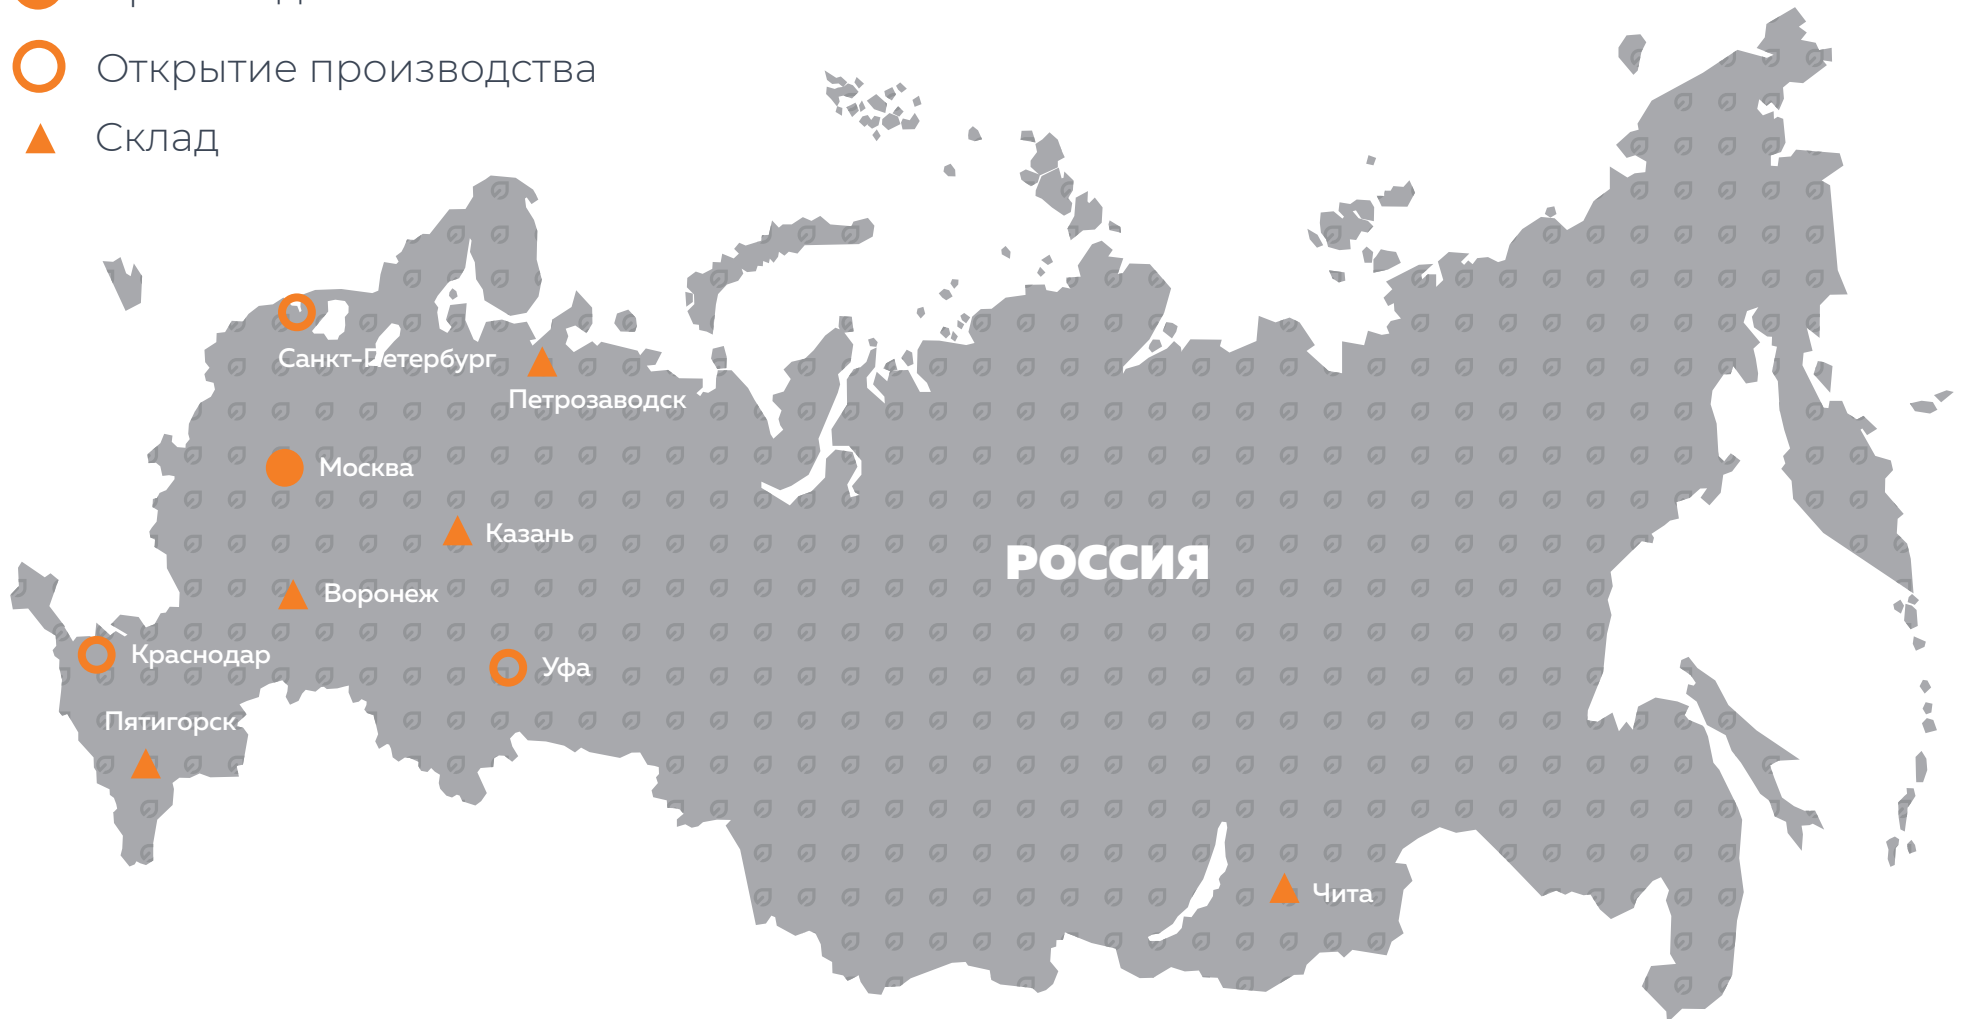 Открытие производства
Склад
Санкт-Петербург
Петрозаводск
Москва
Казань
РОССИЯ
Воронеж
Краснодар
Уфа
Пятигорск
Чита